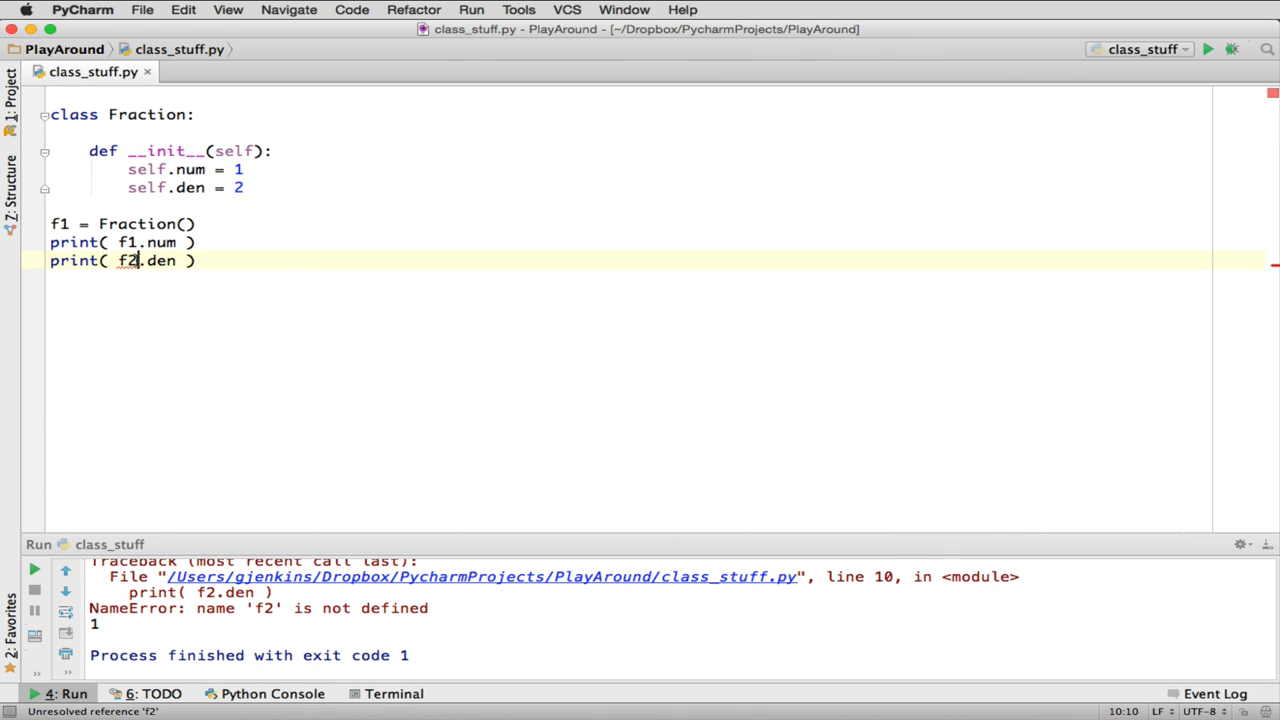 PyCharm File Edit View Navigate Code Refactor Run Tools VCS Window Help
class_stuff.py - PlayAround - [~/Dropbox/PycharmProjects/PlayAround]
PlayAround class_stuff.py class_stuff
class_stuff.py ×
1: Project
Z: Structure
2: Favorites
class Fraction:
def __init__(self):
self.num = 1
self.den = 2
f1 = Fraction()
print( f1.num )
print( f2.den )
Run class_stuff
Traceback (most recent call last):
File "/Users/gjenkins/Dropbox/PycharmProjects/PlayAround/class_stuff.py", line 10, in <module>
print( f2.den )
NameError: name 'f2' is not defined
1
Process finished with exit code 1
» »
4: Run 6: TODO Python Console Terminal Event Log
Unresolved reference 'f2' 10:10 LF UTF-8